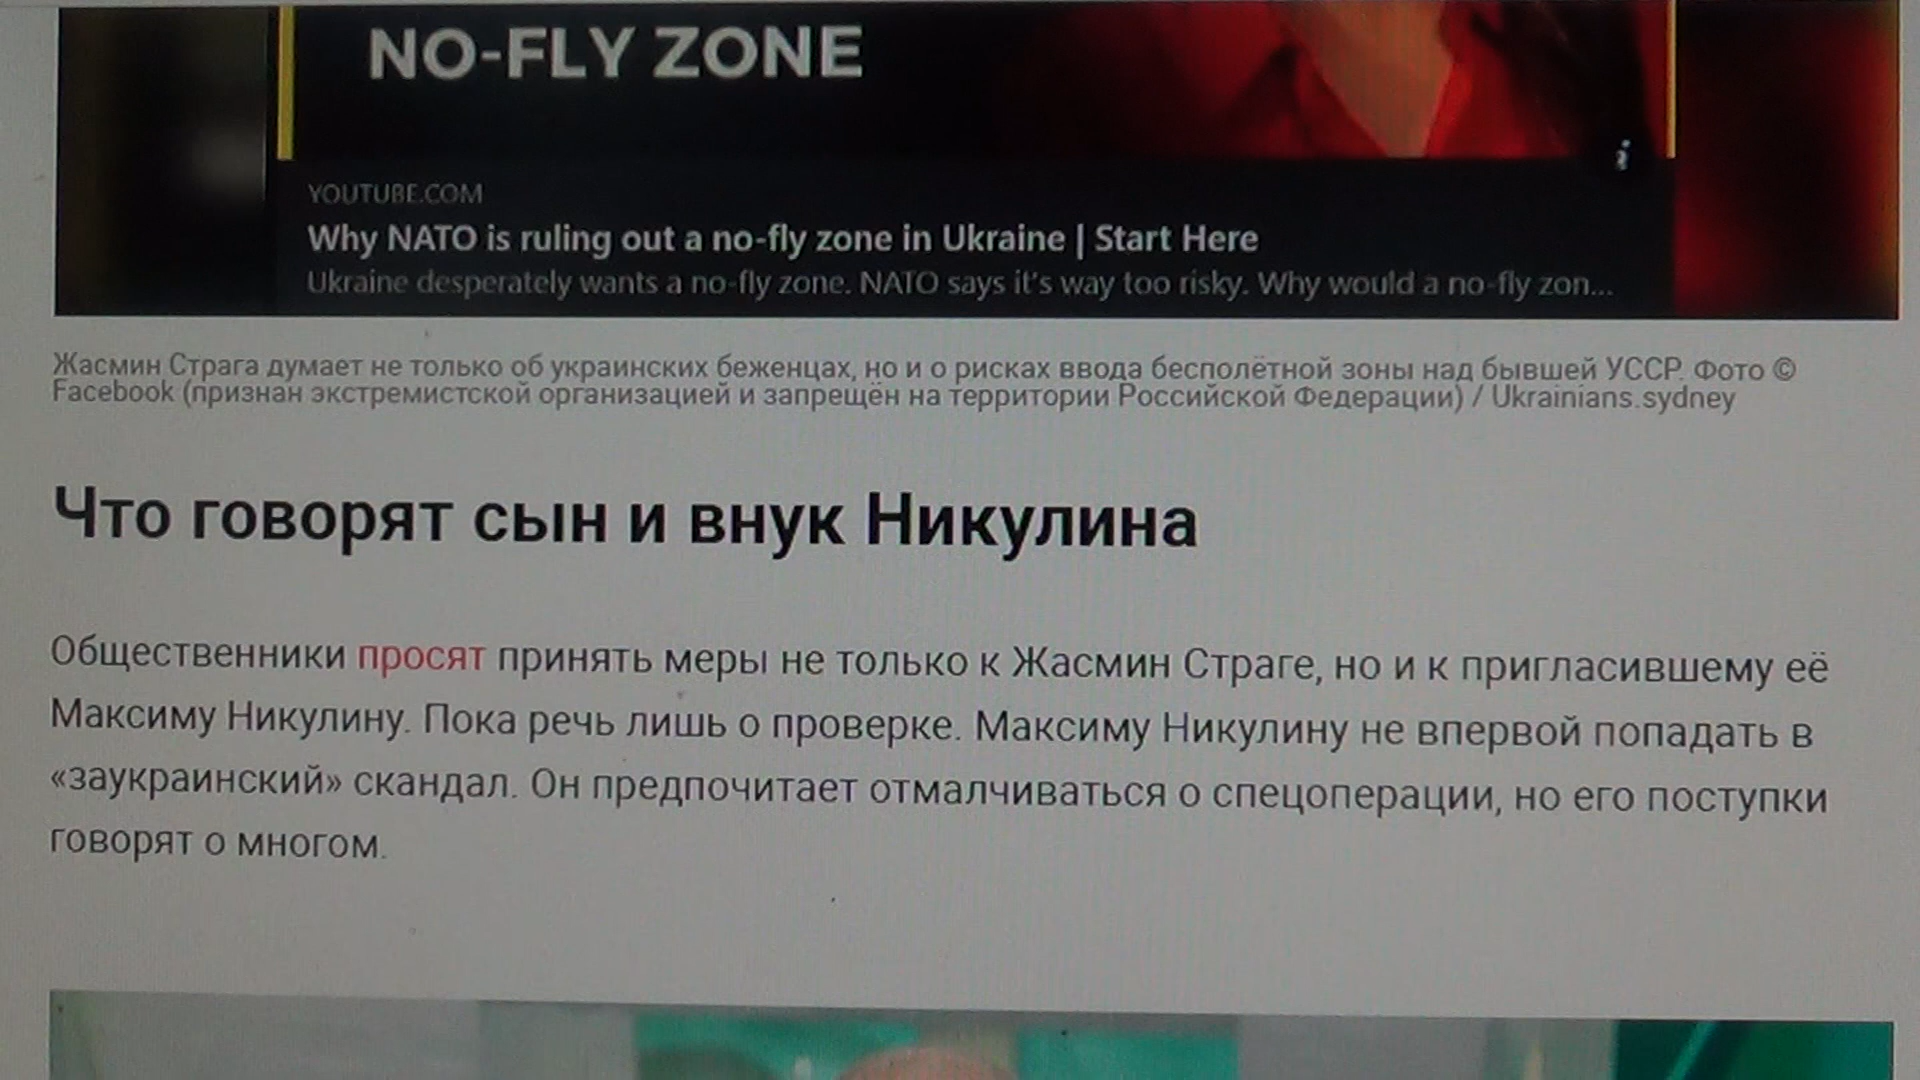 NO-FLY ZONE
YOUTUBE.COM
Why NATO is ruling out a no-fly zone in Ukraine | Start Here
Ukraine desperately wants a no-fly zone. NATO says it's way too risky. Why would a no-fly zon...
Жасмин Страга думает не только об украинских беженцах, но и о рисках ввода бесполётной зоны над бывшей УССР. Фото ©
Facebook (признан экстремистской организацией и запрещён на территории Российской Федерации) / Ukrainians.sydney
Что говорят сын и внук Никулина
Общественники просят принять меры не только к Жасмин Страге, но и к пригласившему её
Максиму Никулину. Пока речь лишь о проверке. Максиму Никулину не впервой попадать в
«заукраинский» скандал. Он предпочитает отмалчиваться о спецоперации, но его поступки
говорят о многом.